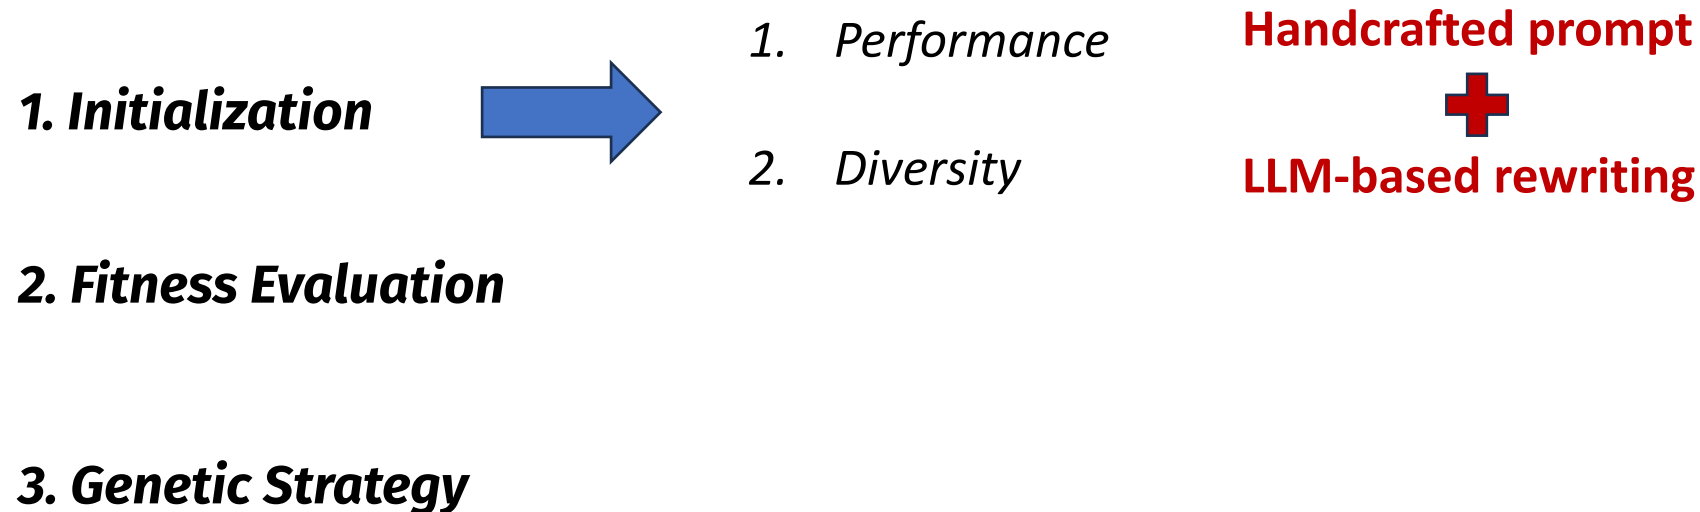 1. Performance
Handcrafted prompt
1. Initialization
2. Diversity
LLM-based rewriting
2. Fitness Evaluation
3. Genetic Strategy